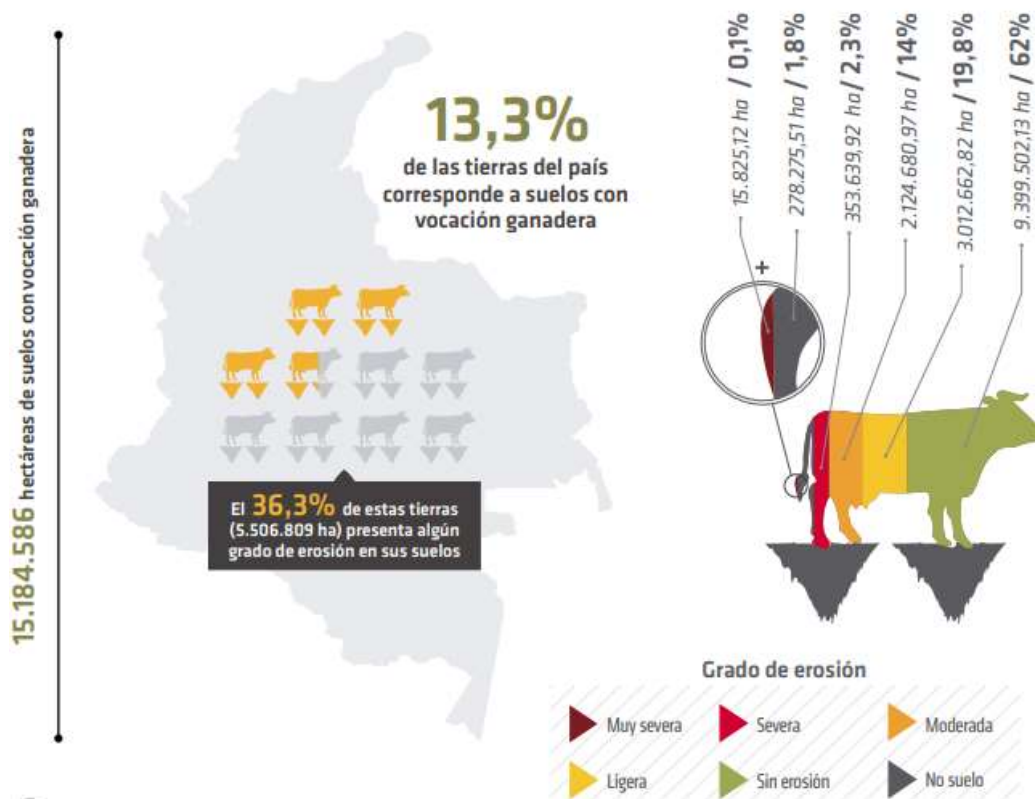 15.184.586 hectáreas de suelos con vocación ganadera
13,3%
de las tierras del país
corresponde a suelos con
vocación ganadera
El 36,3% de estas tierras
(5.506.809 ha) presenta algún
grado de erosión en sus suelos
15.825,12 ha / 0,1%
278.275,51 ha / 1,8%
353.639,92 ha / 2,3%
2.124.680,97 ha / 14%
3.012.662,82 ha / 19,8%
9.399.502,13 ha / 62%
+
Grado de erosión
Muy severa
Severa
Moderada
Ligera
Sin erosión
No suelo